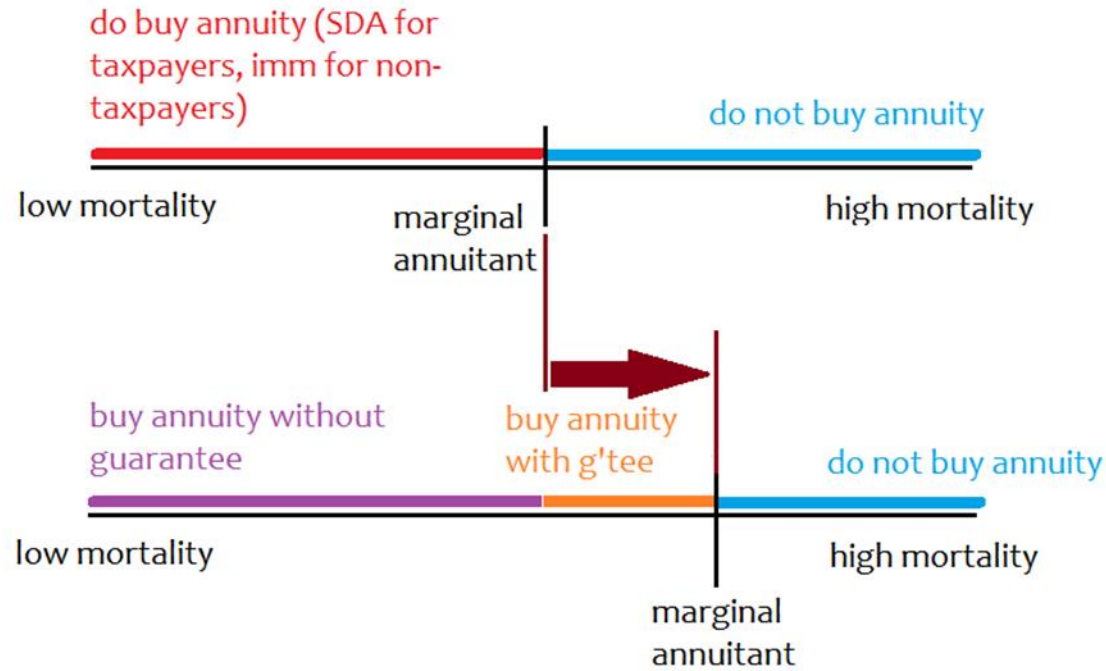 do buy annuity (SDA for
taxpayers, imm for non-
taxpayers)
do not buy annuity
low mortality
marginal
annuitant
high mortality
buy annuity without
guarantee
buy annuity
with g'tee
do not buy annuity
low mortality
high mortality
marginal
annuitant